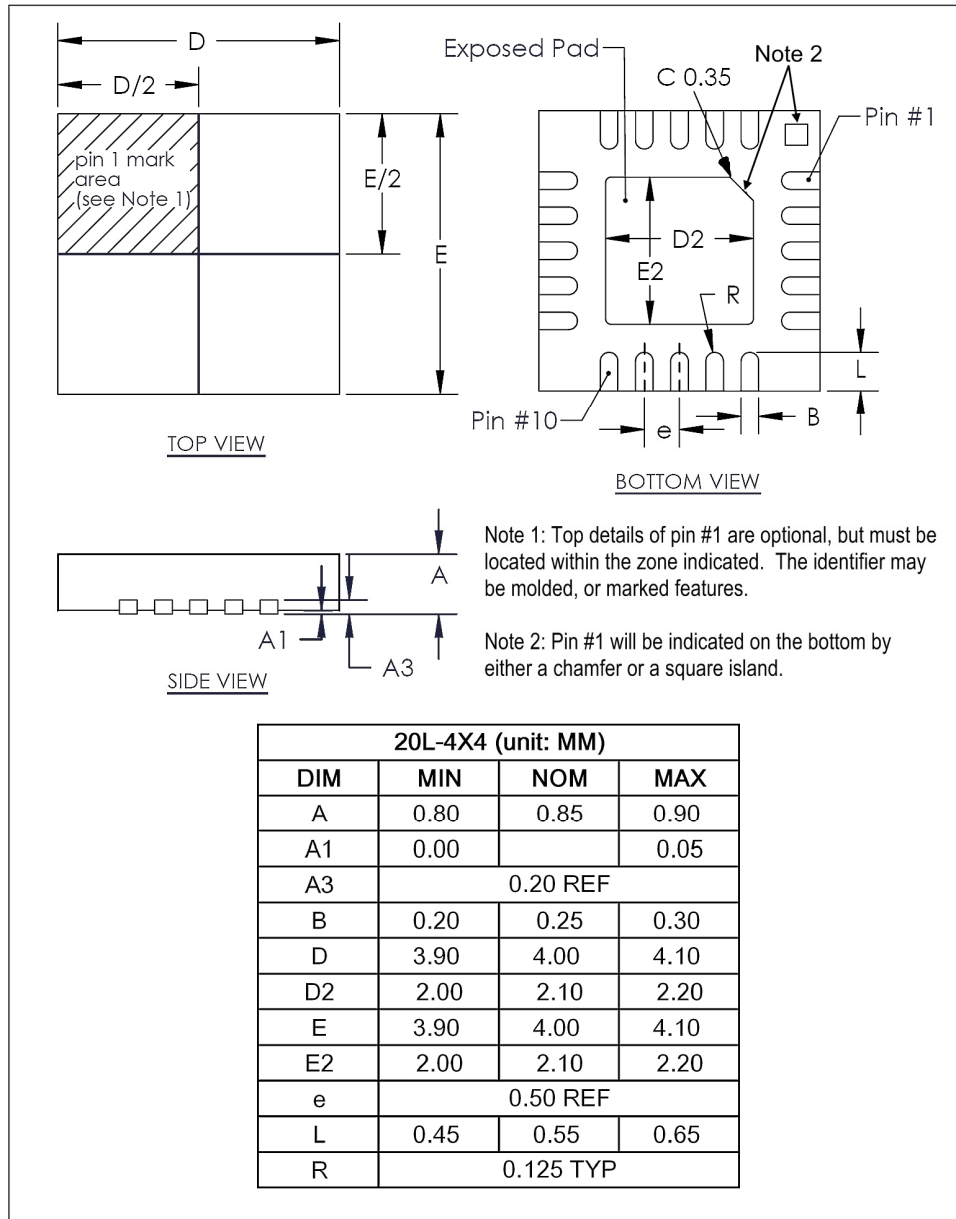 D
D/2
pin 1 mark
area
(see Note 1)
E/2
E
TOP VIEW
Exposed Pad
C 0.35
Note 2
Pin #1
D2
E2
R
L
Pin #10
e
B
BOTTOM VIEW
A
A1
A3
SIDE VIEW
Note 1: Top details of pin #1 are optional, but must be
located within the zone indicated. The identifier may
be molded, or marked features.
Note 2: Pin #1 will be indicated on the bottom by
either a chamfer or a square island.
20L-4X4 (unit: MM)
DIM MIN NOM MAX
A 0.80 0.85 0.90
A1 0.00 0.05
A3 0.20 REF
B 0.20 0.25 0.30
D 3.90 4.00 4.10
D2 2.00 2.10 2.20
E 3.90 4.00 4.10
E2 2.00 2.10 2.20
e 0.50 REF
L 0.45 0.55 0.65
R 0.125 TYP